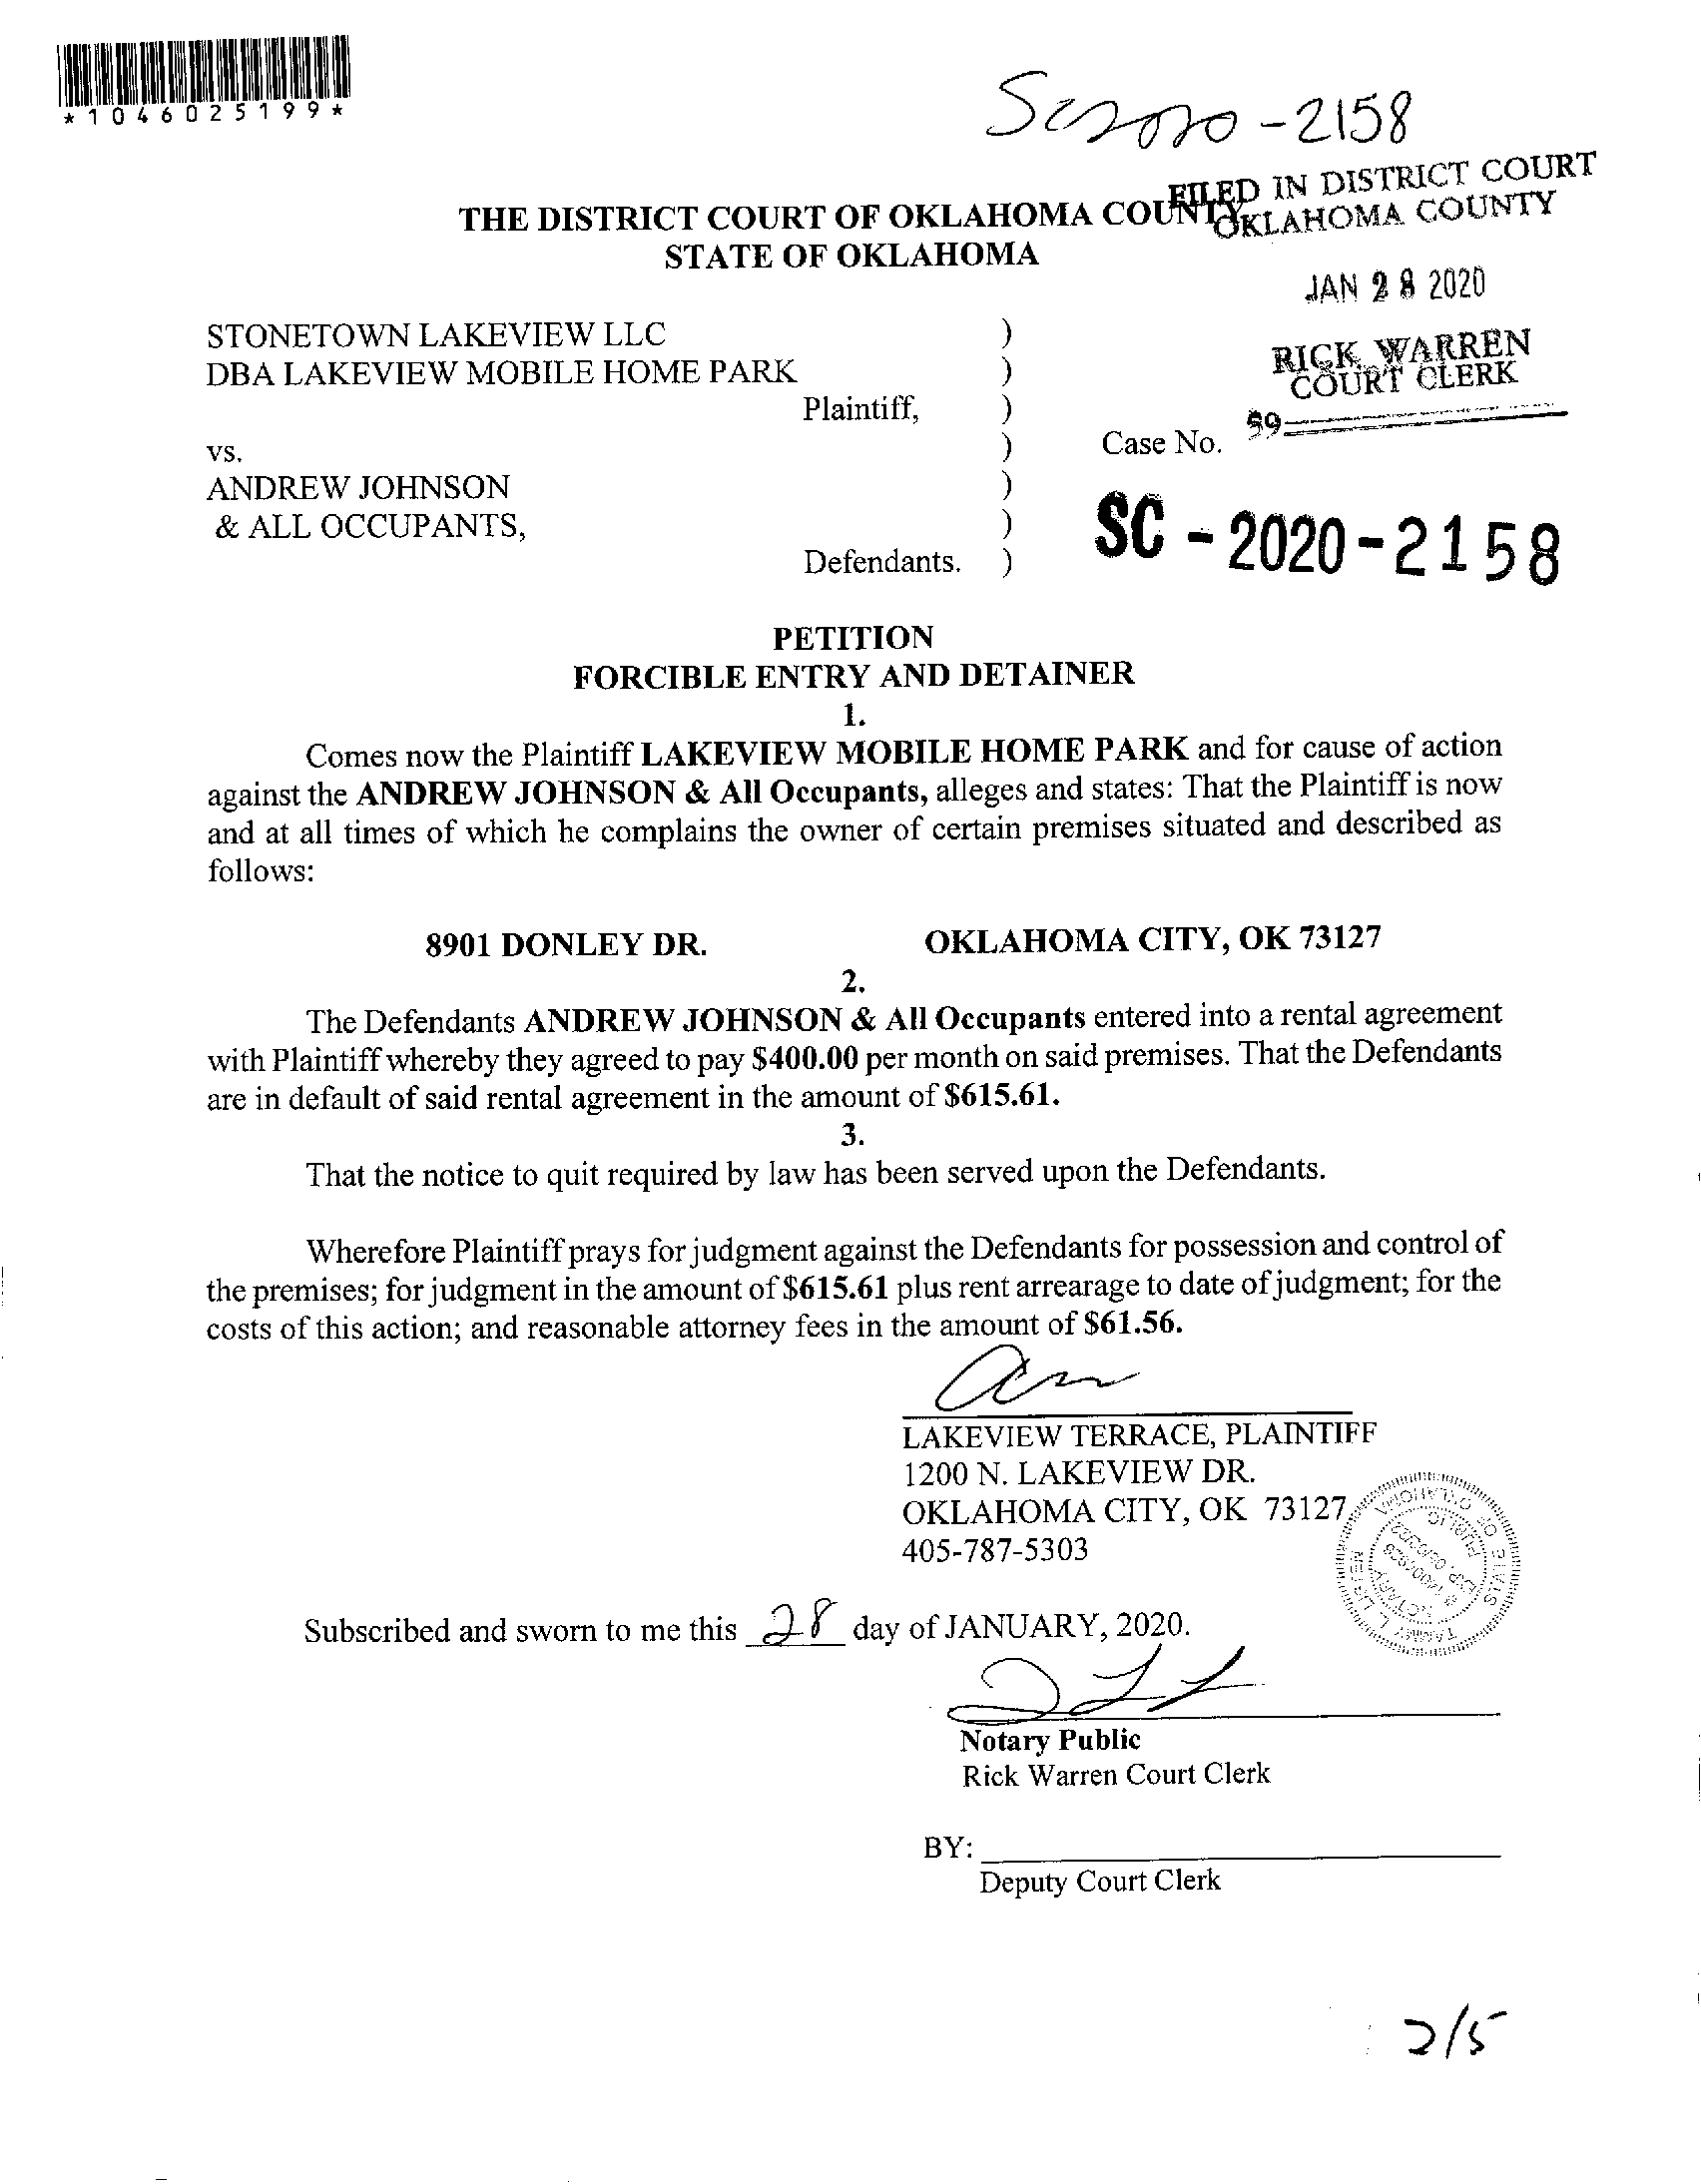 *1046025199*
SC2020-2158
FILED IN DISTRICT COURT
OKLAHOMA COUNTY
THE DISTRICT COURT OF OKLAHOMA COUNTY
STATE OF OKLAHOMA
JAN 28 2020
STONETOWN LAKEVIEW LLC )
DBA LAKEVIEW MOBILE HOME PARK )
RICK WARREN
COURT CLERK
Plaintiff, )
59
vs. ) Case No.
ANDREW JOHNSON )
& ALL OCCUPANTS, )
SC - 2020 - 2158
Defendants. )
PETITION
FORCIBLE ENTRY AND DETAINER
1.
Comes now the Plaintiff LAKEVIEW MOBILE HOME PARK and for cause of action
against the ANDREW JOHNSON & All Occupants, alleges and states: That the Plaintiff is now
and at all times of which he complains the owner of certain premises situated and described as
follows:
8901 DONLEY DR. OKLAHOMA CITY, OK 73127
2.
The Defendants ANDREW JOHNSON & All Occupants entered into a rental agreement
with Plaintiff whereby they agreed to pay $400.00 per month on said premises. That the Defendants
are in default of said rental agreement in the amount of $615.61.
3.
That the notice to quit required by law has been served upon the Defendants.
Wherefore Plaintiff prays for judgment against the Defendants for possession and control of
the premises; for judgment in the amount of $615.61 plus rent arrearage to date of judgment; for the
costs of this action; and reasonable attorney fees in the amount of $61.56.
LAKEVIEW TERRACE, PLAINTIFF
1200 N. LAKEVIEW DR.
OKLAHOMA CITY, OK 73127
405-787-5303
Subscribed and sworn to me this 28 day of JANUARY, 2020.
Notary Public
Rick Warren Court Clerk
BY:
Deputy Court Clerk
2/5